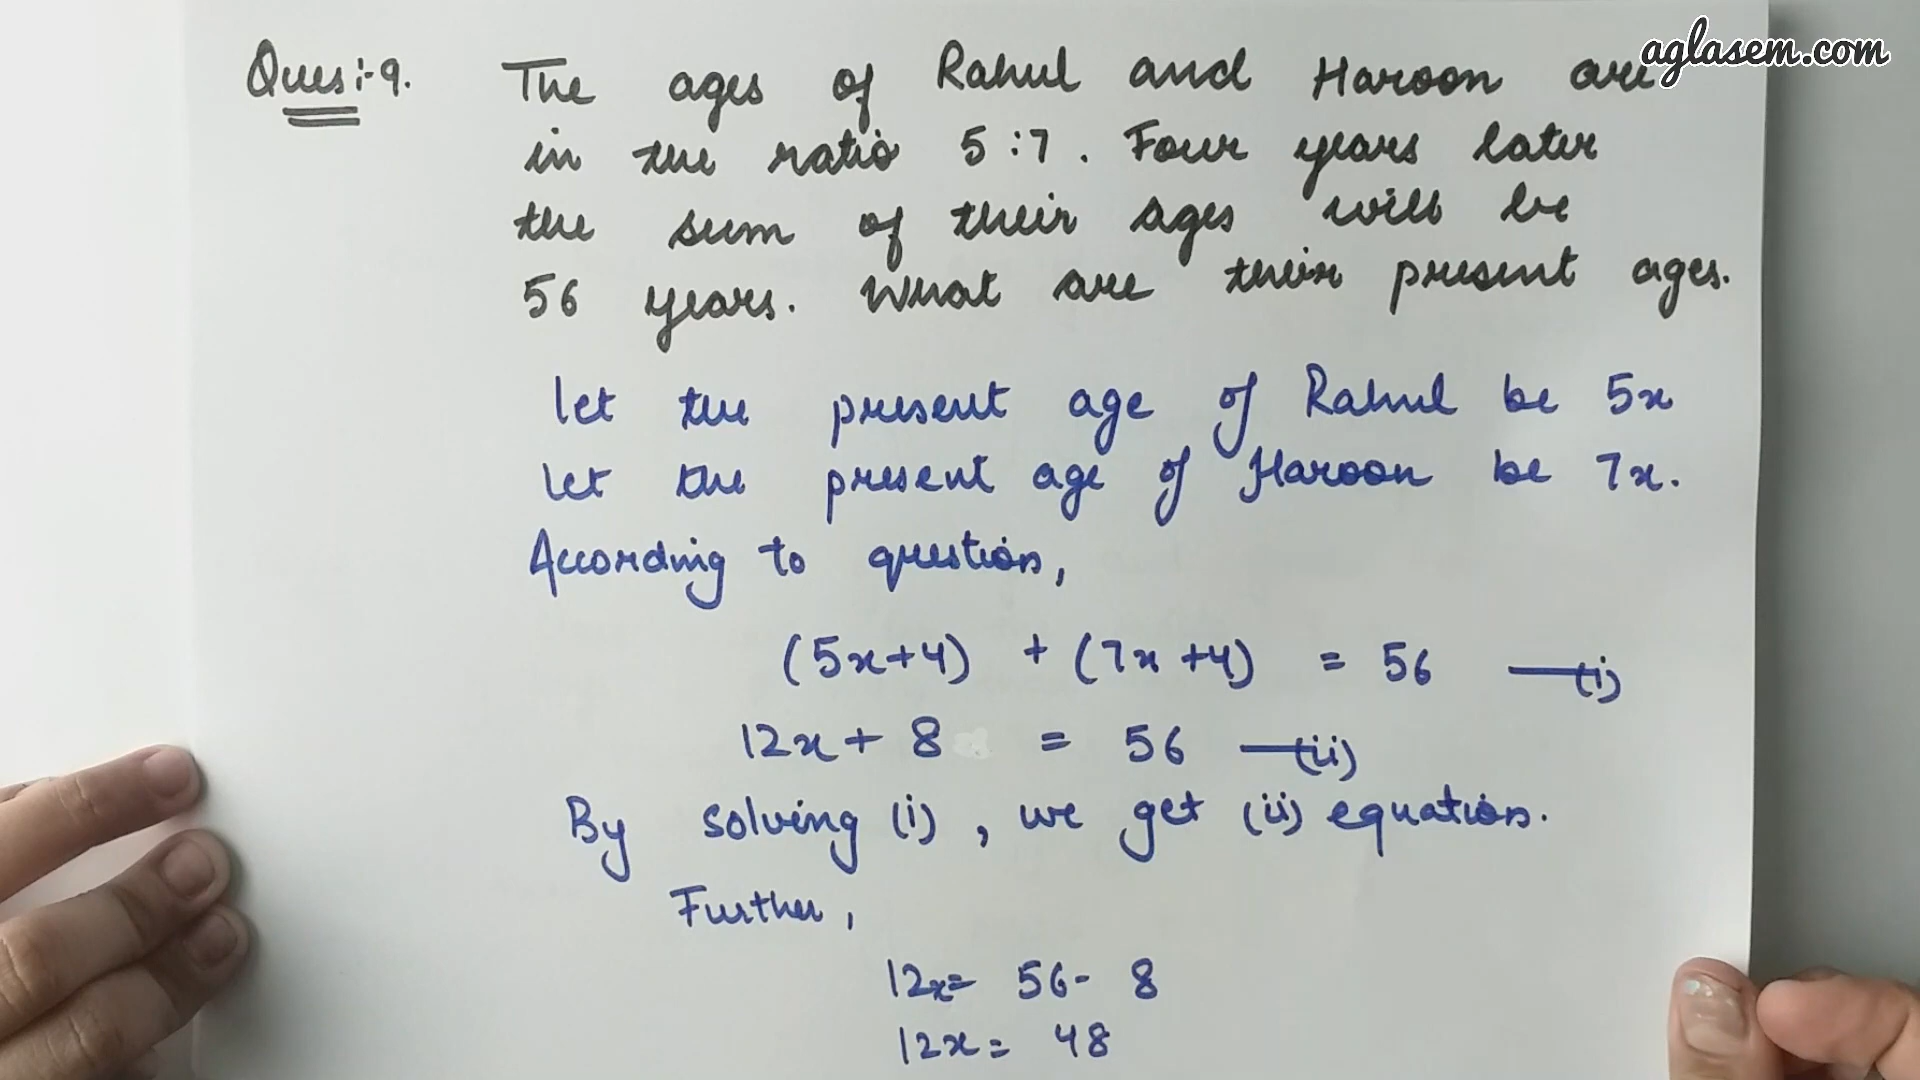 aglasem.com
Ques:-9. The ages of Rahul and Haroon are
in the ratio 5:7. Four years later
the sum of their ages will be
56 years. What are their present ages.
let the present age of Rahul be 5x
let the present age of Haroon be 7x.
According to question,
(5x+4) + (7x+4) = 56 —(i)
12x + 8 = 56 —(ii)
By solving (i), we get (ii) equation.
Further,
12x = 56 - 8
12x = 48